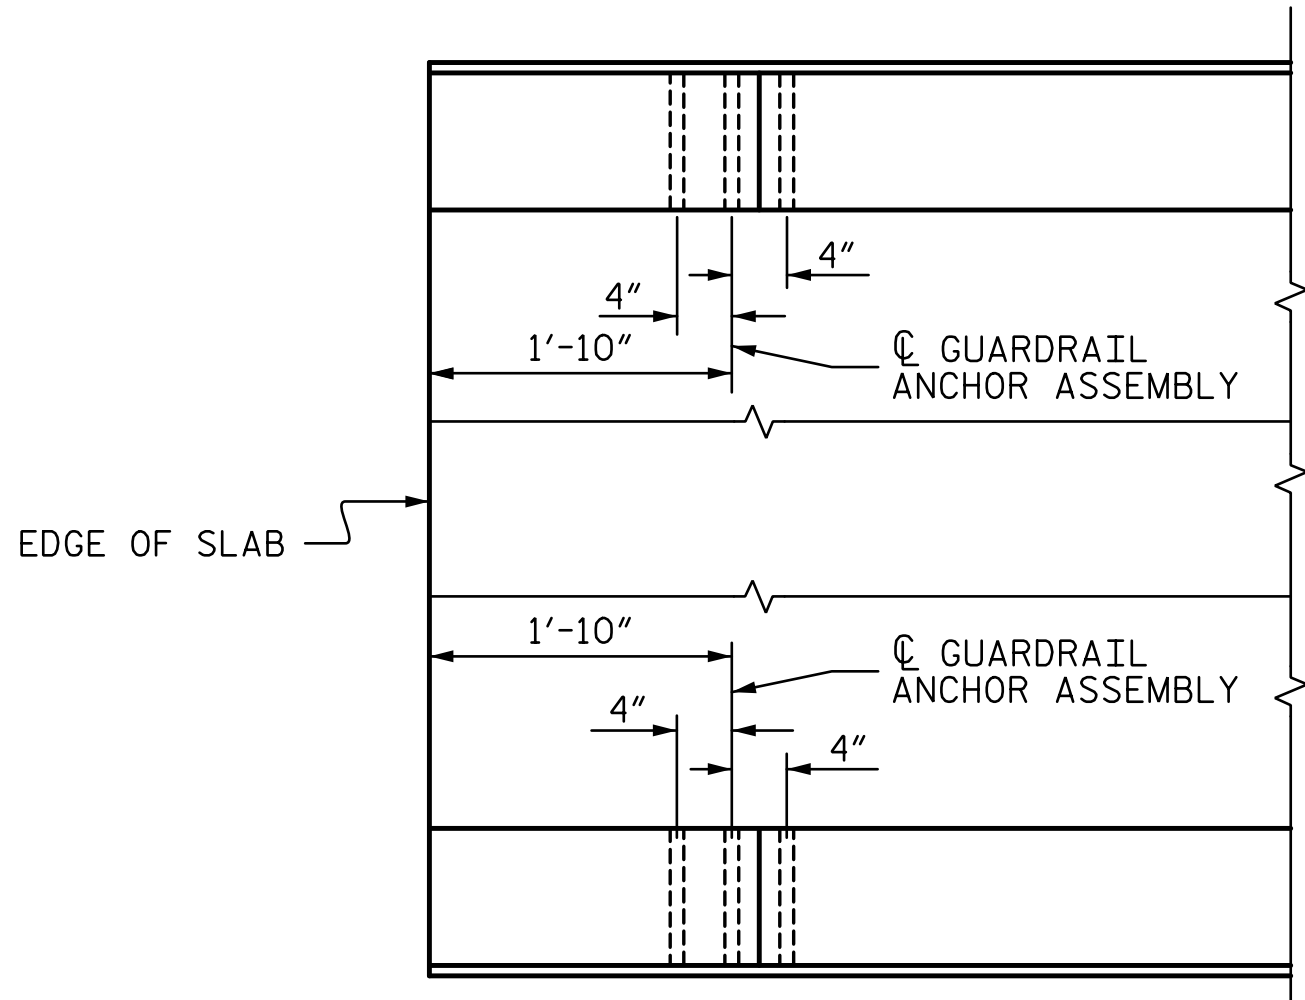 4″
4″
1′-10″
℄ GUARDRAIL
ANCHOR ASSEMBLY
EDGE OF SLAB
1′-10″
℄ GUARDRAIL
ANCHOR ASSEMBLY
4″
4″